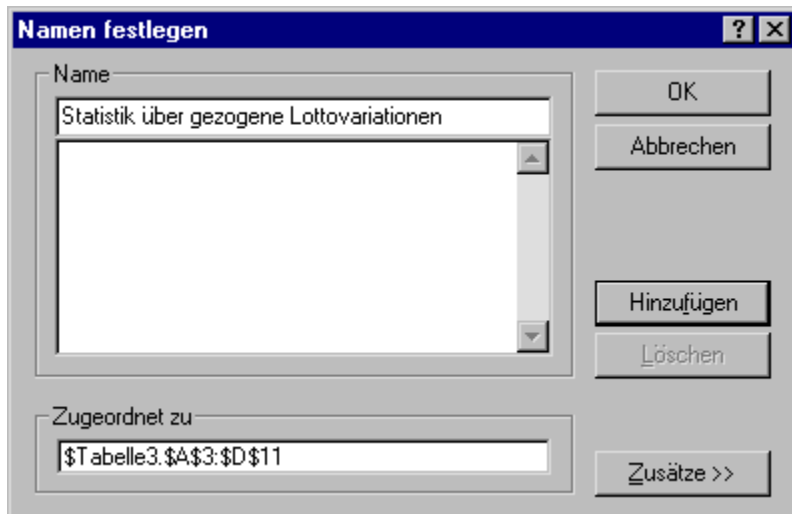 Namen festlegen
Name
Statistik über gezogene Lottovariationen
OK
Abbrechen
Hinzufügen
Löschen
Zugeordnet zu
$Tabelle3.$A$3:$D$11
Zusätze >>